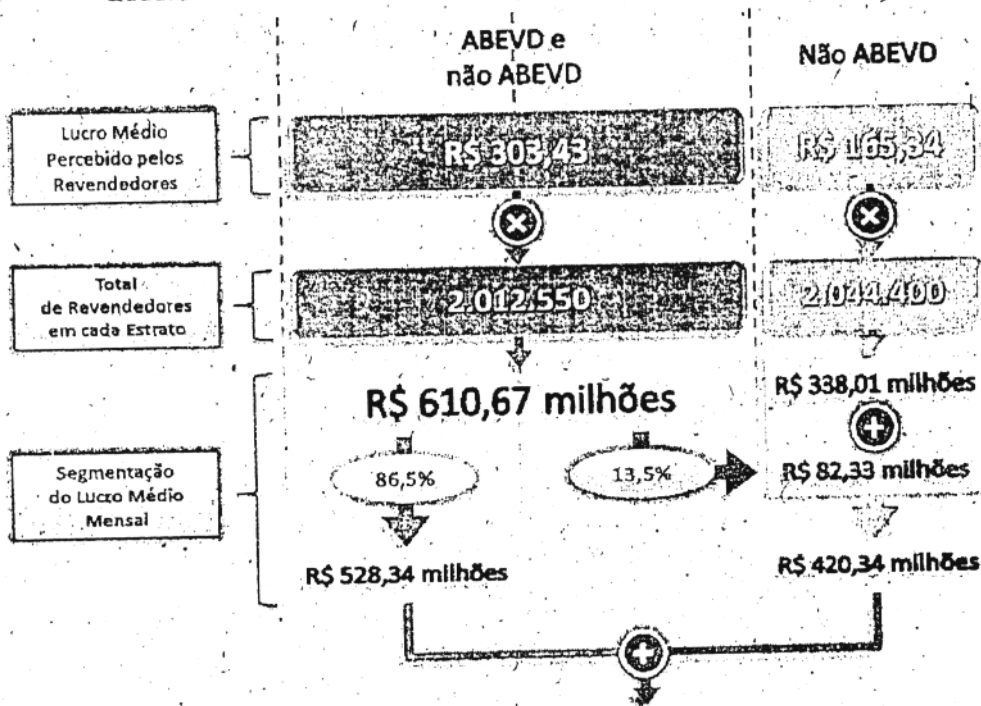 ABEVD e
não ABEVD
Não ABEVD
Lucro Médio
Percebido pelos
Revendedores
R$ 303,43
R$ 165,34
Total
de Revendedores
em cada Estrato
2.012.550
2.044.400
R$ 610,67 milhões
R$ 338,01 milhões
Segmentação
do Lucro Médio
Mensal
86,5%
13,5%
R$ 82,33 milhões
R$ 528,34 milhões
R$ 420,34 milhões